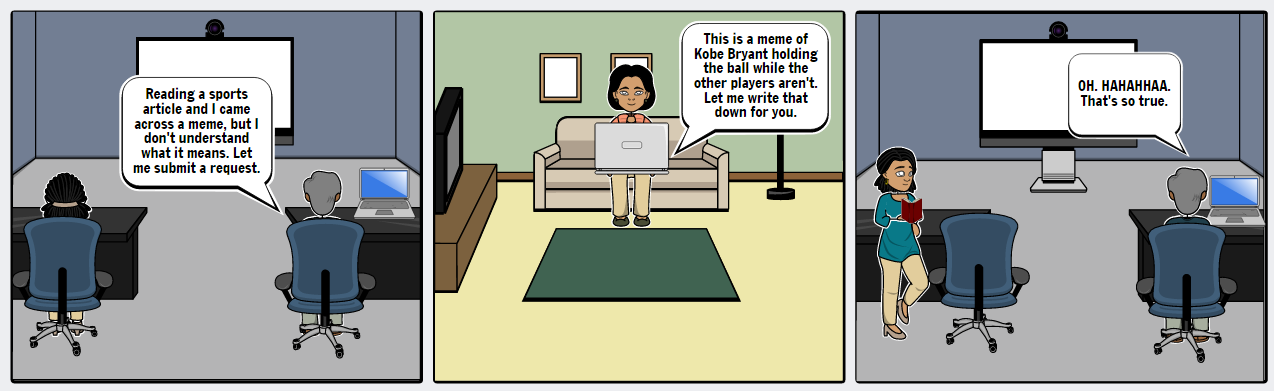 Reading a sports
article and I came
across a meme, but I
don't understand
what it means. Let
me submit a request.
This is a meme of
Kobe Bryant holding
the ball while the
other players aren't.
Let me write that
down for you.
OH. HAHAHHAA.
That's so true.